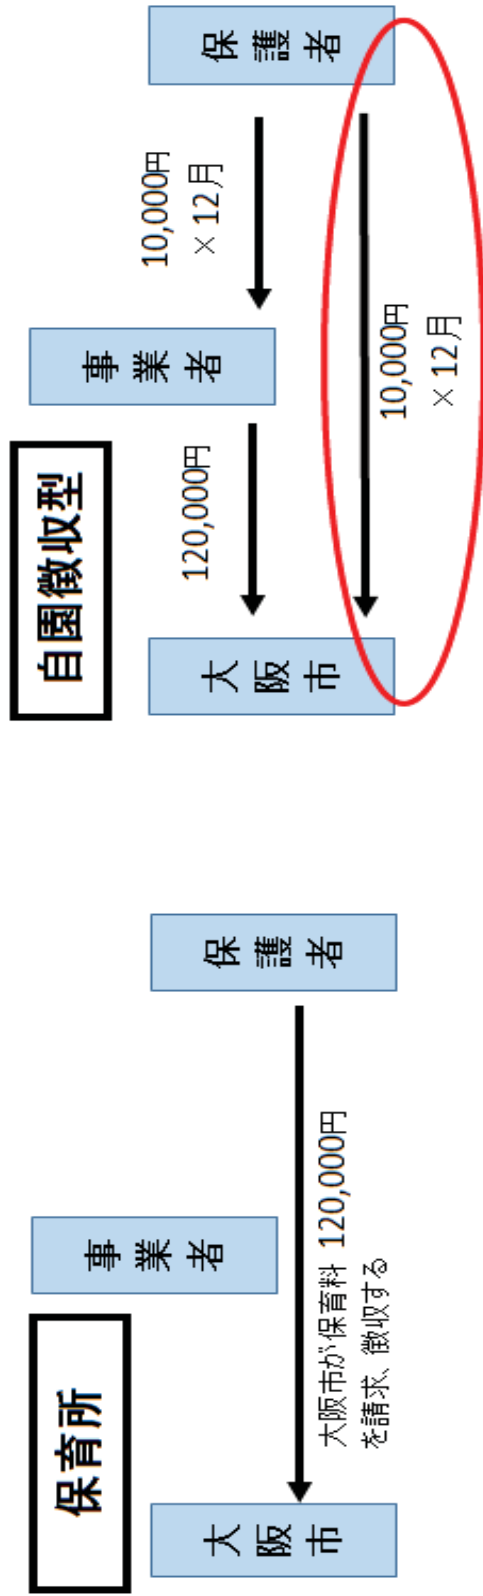 保育所
大阪市
事業者
保護者
大阪市が保育料 120,000円
を請求、徴収する
自園徴収型
大阪市
120,000円
事業者
10,000円
×12月
保護者
10,000円
×12月